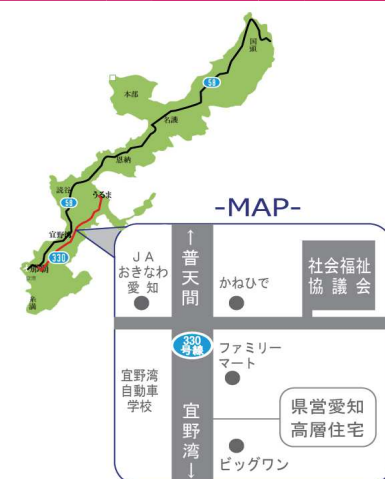 国頭
58
本部
名護
恩納
読谷
うるま
58
宜野湾
330
那覇
糸満
-MAP-
↑
普天間
JA
おきなわ
愛知
かねひで
社会福祉
協議会
330
号線
ファミリー
マート
宜野湾
自動車
学校
宜野湾
↓
県営愛知
高層住宅
ビッグワン